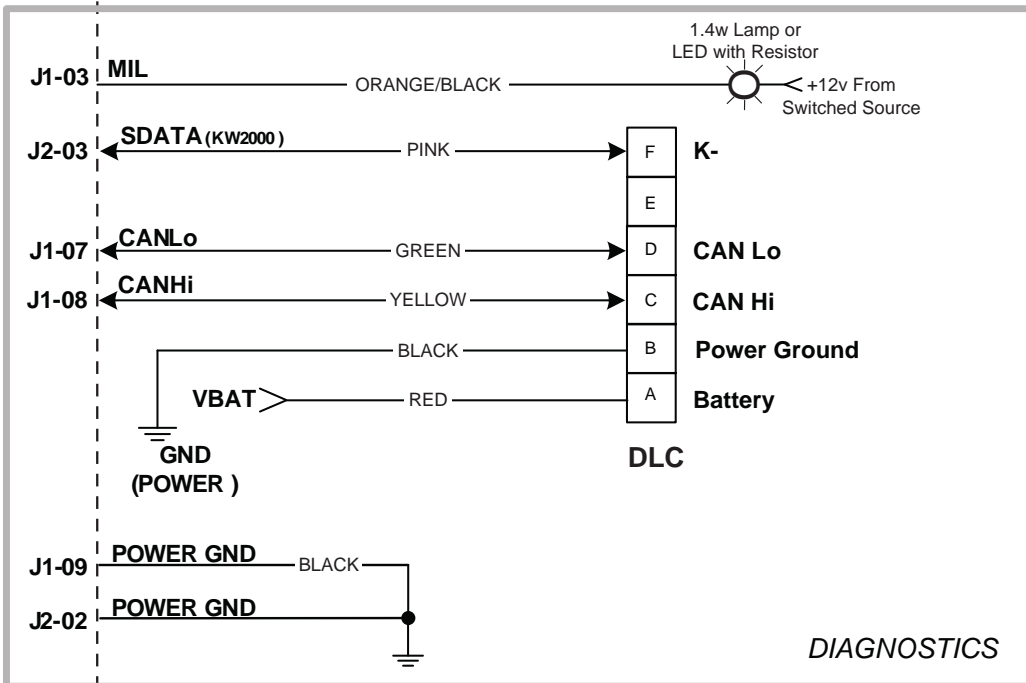 1.4w Lamp or
LED with Resistor
J1-03 MIL ORANGE/BLACK +12v From
Switched Source
J2-03 SDATA (KW2000 ) PINK F K-
E
J1-07 CANLo GREEN D CAN Lo
J1-08 CANHi YELLOW C CAN Hi
BLACK B Power Ground
VBAT RED A Battery
GND
(POWER )
DLC
J1-09 POWER GND BLACK
J2-02 POWER GND
DIAGNOSTICS